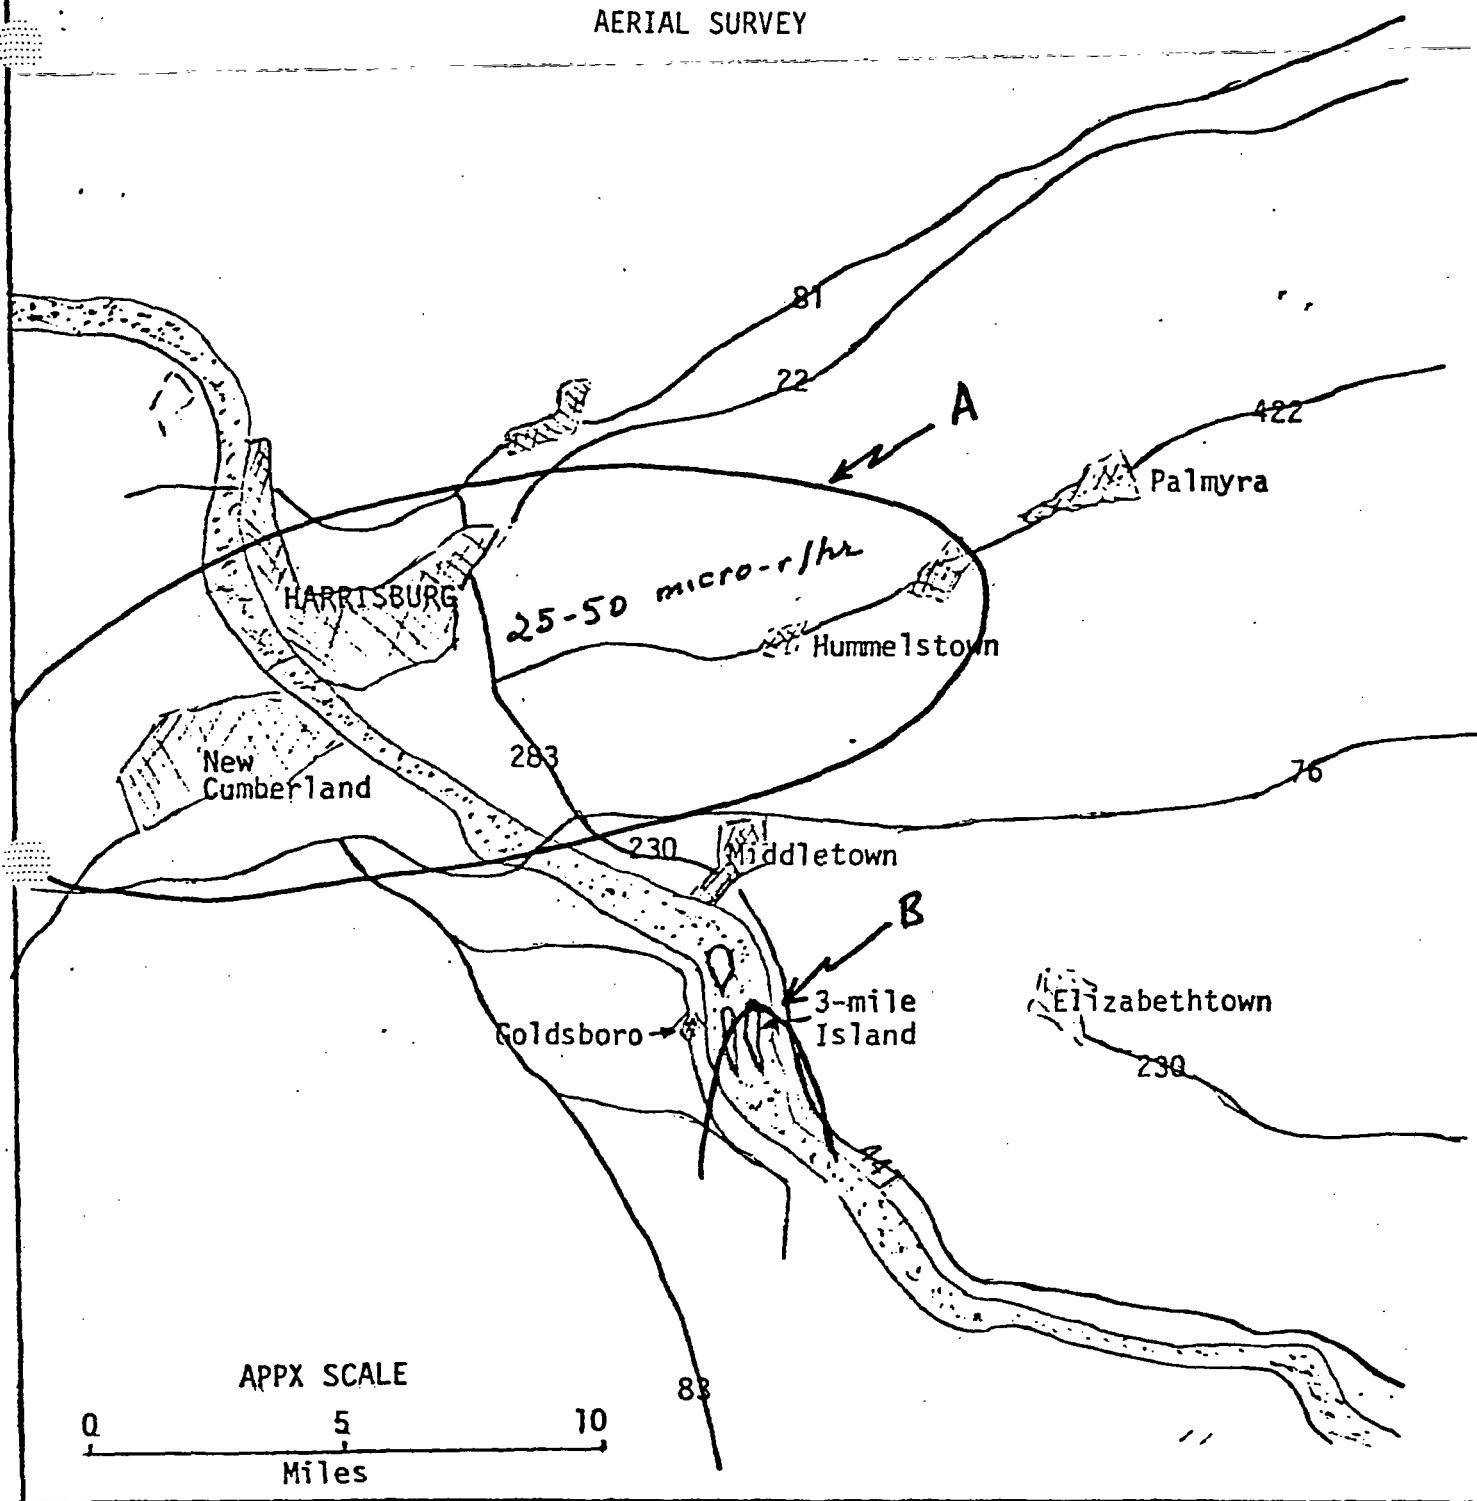 AERIAL SURVEY
81
22
A
422
Palmyra
25-50 micro-r/hr
HARRISBURG
Hummelstown
283
New
Cumberland
76
230
Middletown
B
3-mile
Island
Goldsboro
Elizabethtown
230
441
APPX SCALE
83
0 5 10
Miles